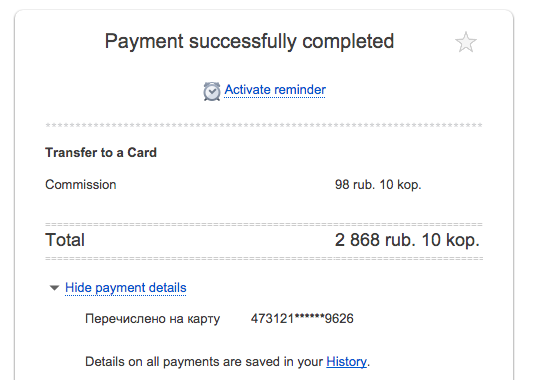 Payment successfully completed
Activate reminder
Transfer to a Card
Commission 98 rub. 10 kop.
Total 2 868 rub. 10 kop.
Hide payment details
Перечислено на карту 473121******9626
Details on all payments are saved in your History.